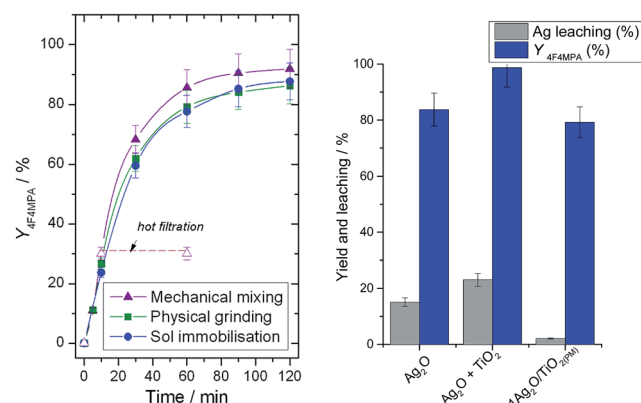 100
80
60
40
20
0
Y4F4MPA / %
hot filtration
Mechanical mixing
Physical grinding
Sol immobilisation
0 20 40 60 80 100 120
Time / min
Ag leaching (%)
Y4F4MPA (%)
100
80
60
40
20
0
Yield and leaching / %
Ag2O
Ag2O + TiO2
1Ag2O/TiO2(PM)